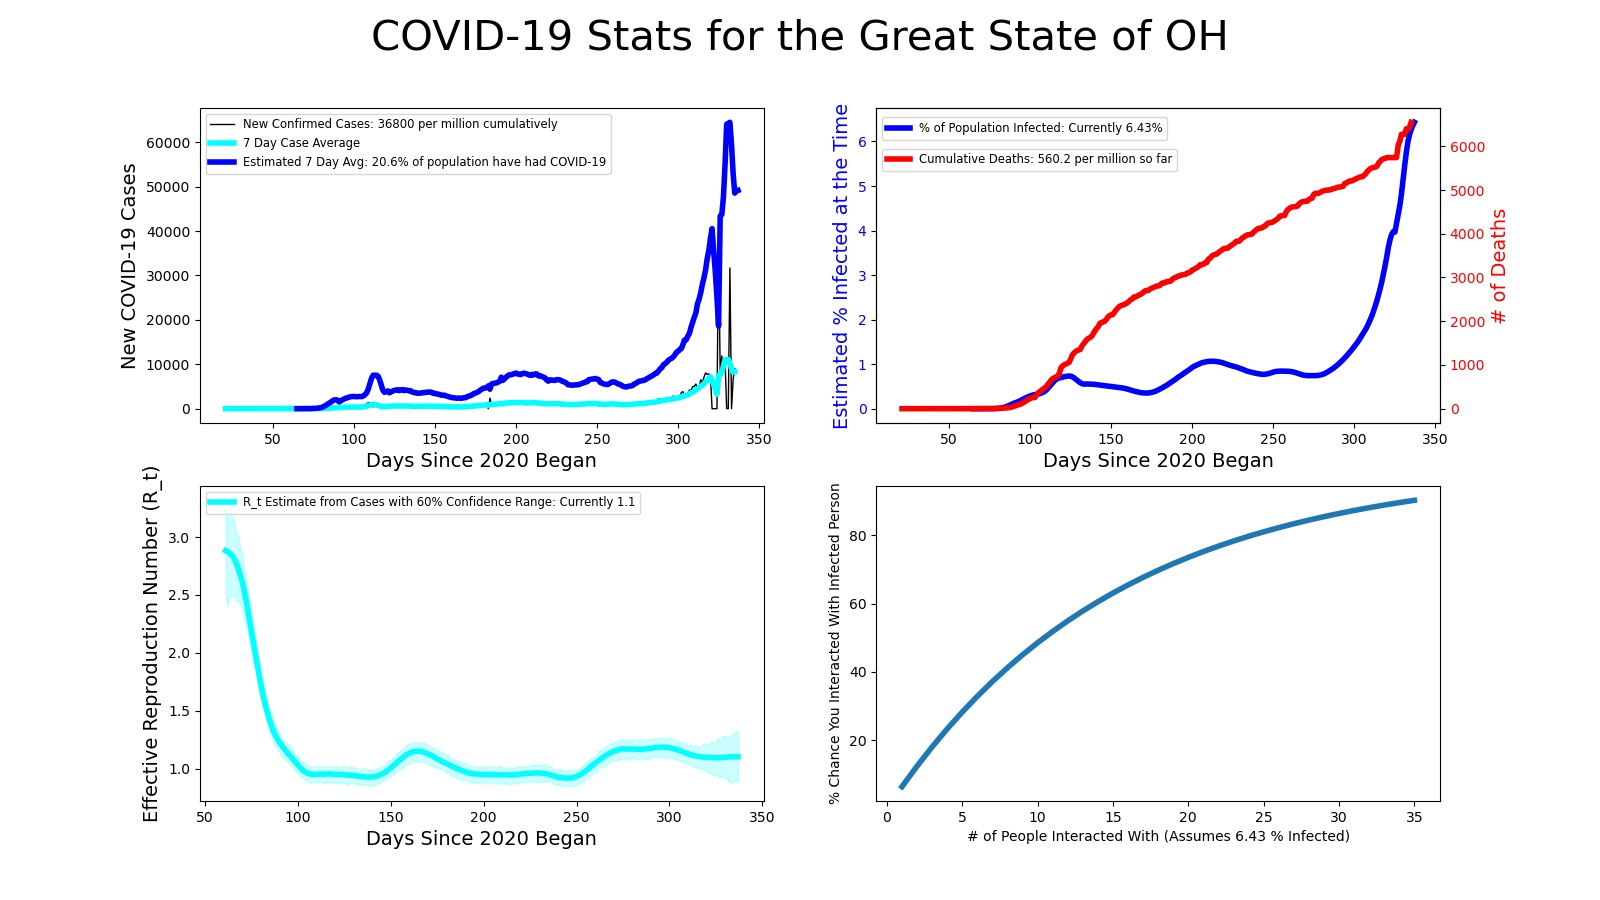 COVID-19 Stats for the Great State of OH
New COVID-19 Cases
60000
50000
40000
30000
20000
10000
0
New Confirmed Cases: 36800 per million cumulatively
7 Day Case Average
Estimated 7 Day Avg: 20.6% of population have had COVID-19
50 100 150 200 250 300 350
Days Since 2020 Began
Estimated % Infected at the Time
6
5
4
3
2
1
0
% of Population Infected: Currently 6.43%
Cumulative Deaths: 560.2 per million so far
6000
5000
4000
3000
2000
1000
0
# of Deaths
50 100 150 200 250 300 350
Days Since 2020 Began
Effective Reproduction Number (R_t)
3.0
2.5
2.0
1.5
1.0
R_t Estimate from Cases with 60% Confidence Range: Currently 1.1
50 100 150 200 250 300 350
Days Since 2020 Began
% Chance You Interacted With Infected Person
80
60
40
20
0 5 10 15 20 25 30 35
# of People Interacted With (Assumes 6.43 % Infected)